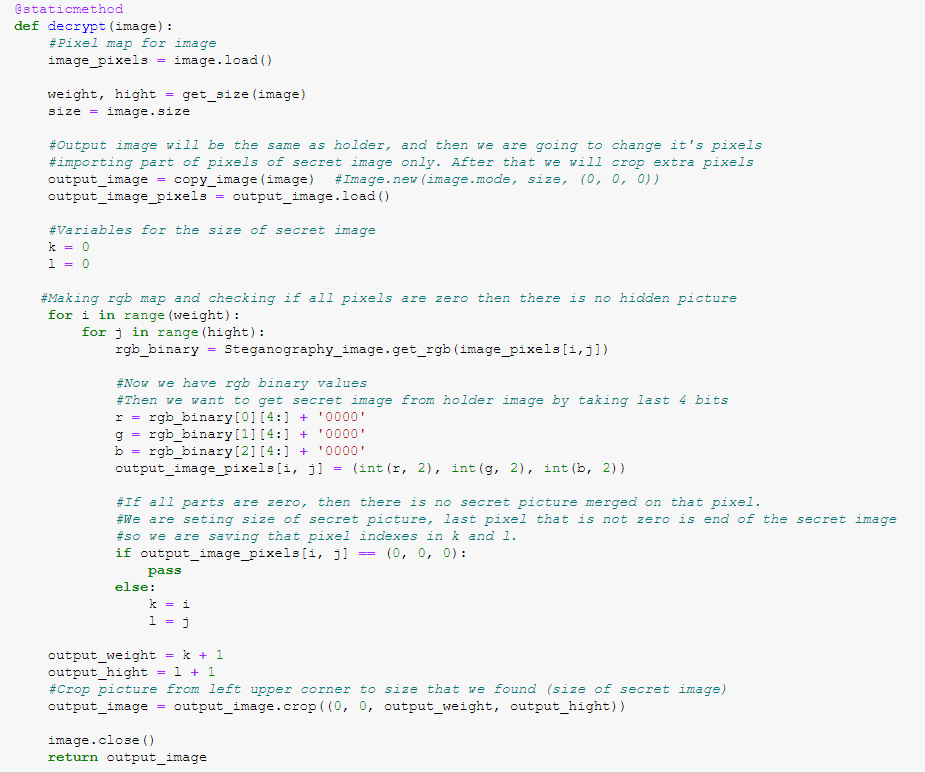 @staticmethod
def decrypt(image):
    #Pixel map for image
    image_pixels = image.load()

    weight, hight = get_size(image)
    size = image.size

    #Output image will be the same as holder, and then we are going to change it's pixels
    #importing part of pixels of secret image only. After that we will crop extra pixels
    output_image = copy_image(image)  #Image.new(image.mode, size, (0, 0, 0))
    output_image_pixels = output_image.load()

    #Variables for the size of secret image
    k = 0
    l = 0

   #Making rgb map and checking if all pixels are zero then there is no hidden picture
    for i in range(weight):
        for j in range(hight):
            rgb_binary = Steganography_image.get_rgb(image_pixels[i,j])

            #Now we have rgb binary values
            #Then we want to get secret image from holder image by taking last 4 bits
            r = rgb_binary[0][4:] + '0000'
            g = rgb_binary[1][4:] + '0000'
            b = rgb_binary[2][4:] + '0000'
            output_image_pixels[i, j] = (int(r, 2), int(g, 2), int(b, 2))

            #If all parts are zero, then there is no secret picture merged on that pixel.
            #We are seting size of secret picture, last pixel that is not zero is end of the secret image
            #so we are saving that pixel indexes in k and l.
            if output_image_pixels[i, j] == (0, 0, 0):
                pass
            else:
                k = i
                l = j

    output_weight = k + 1
    output_hight = l + 1
    #Crop picture from left upper corner to size that we found (size of secret image)
    output_image = output_image.crop((0, 0, output_weight, output_hight))

    image.close()
    return output_image